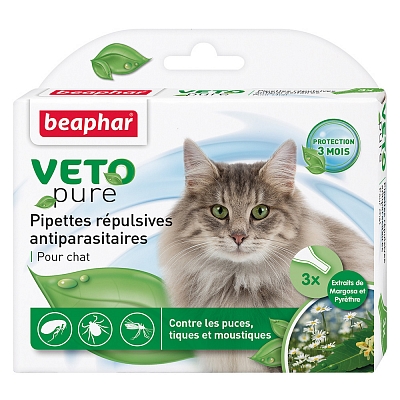 3x
beaphar
VETO
pure
Pipettes répulsives
antiparasitaires
Pour chat
PROTECTION
3 MOIS
3x
Extraits de
Margosa et
Pyrèthre
Contre les puces,
tiques et moustiques